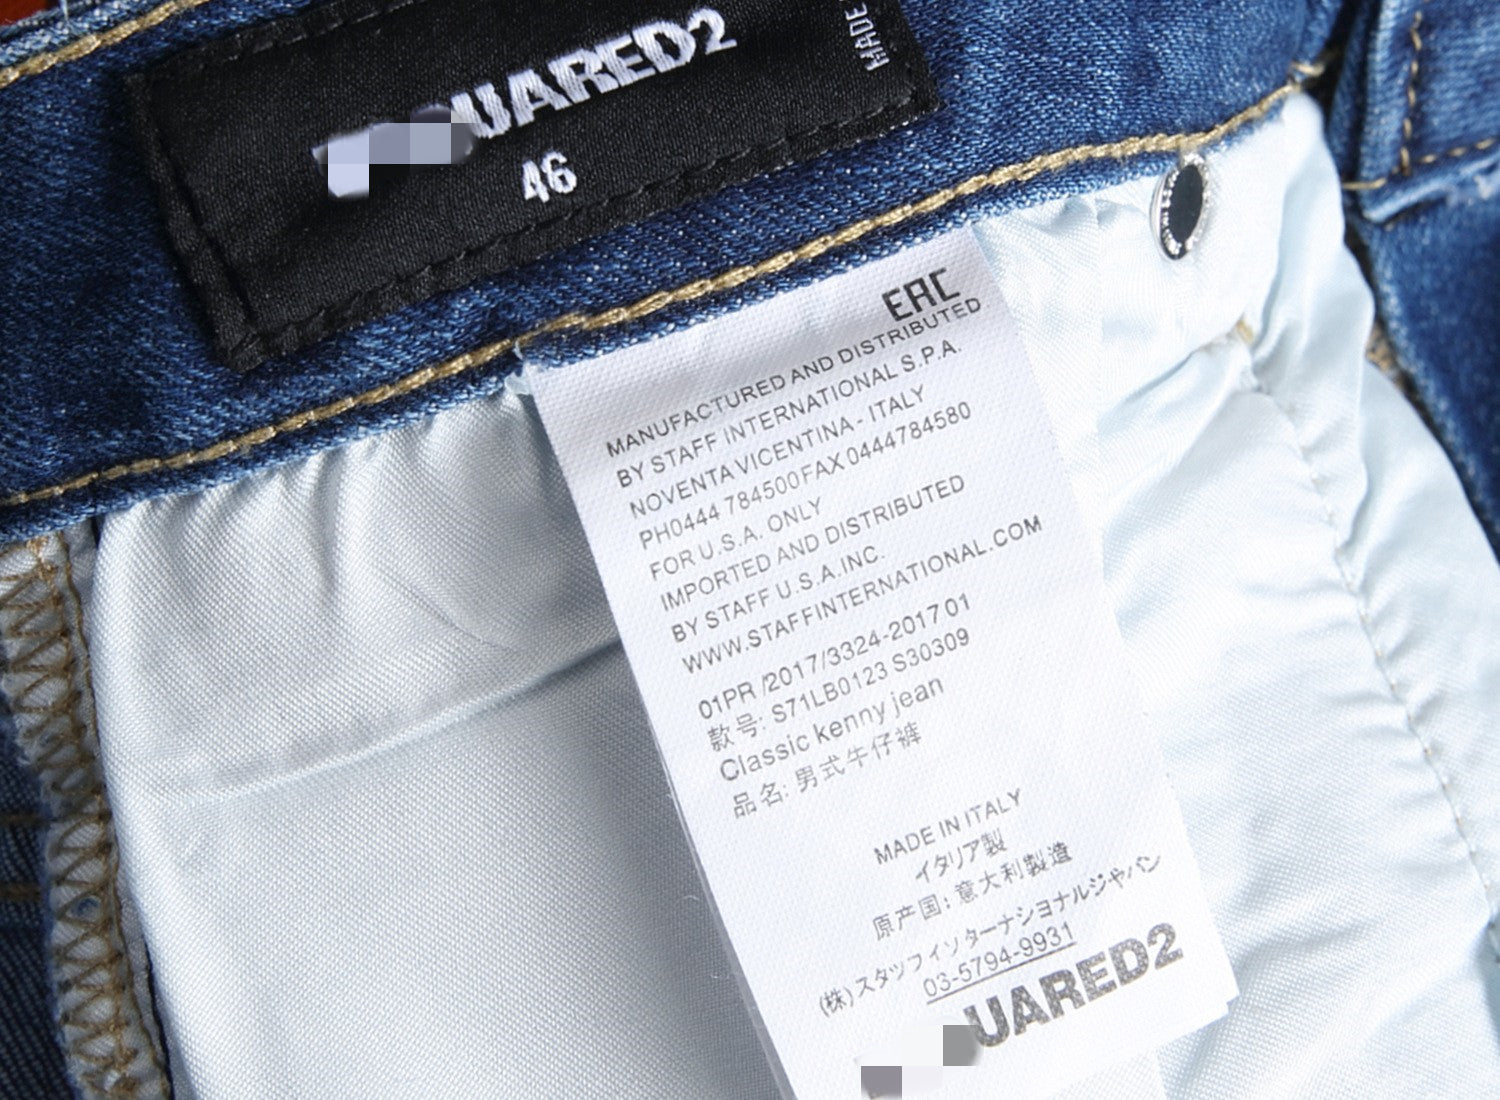 UARED2
46
MADE
EAC
MANUFACTURED AND DISTRIBUTED
BY STAFF INTERNATIONAL S.P.A.
NOVENTA VICENTINA - ITALY
PH0444 784500FAX 0444784580
FOR U.S.A. ONLY
IMPORTED AND DISTRIBUTED
BY STAFF U.S.A.INC.
WWW.STAFFINTERNATIONAL.COM
01PR /2017/3324-2017 01
款号: S71LB0123 S30309
Classic kenny jean
品名: 男式牛仔裤
MADE IN ITALY
イタリア製
原产国: 意大利製造
(株)スタッフインターナショナルジャパン
03-5794-9931
UARED2